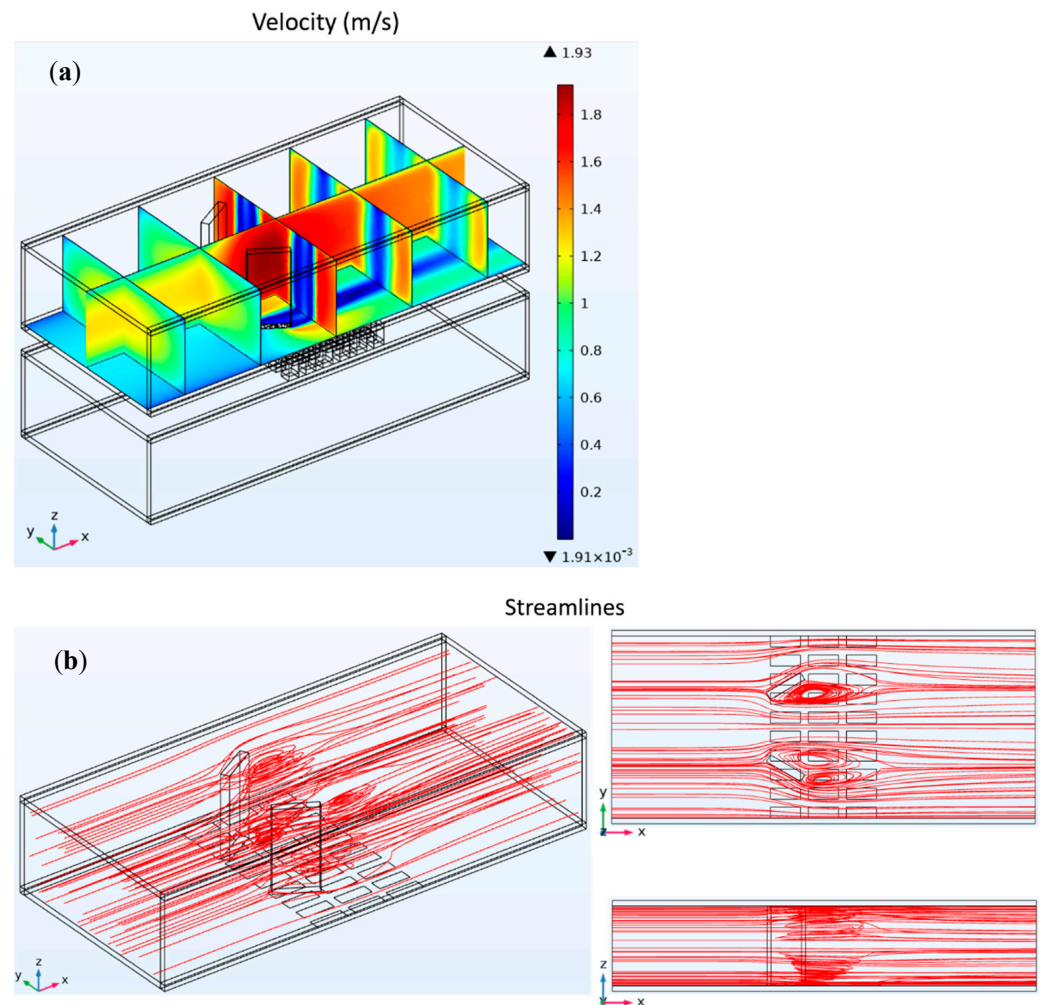 Velocity (m/s)
(a)
▲ 1.93
1.8
1.6
1.4
1.2
1
0.8
0.6
0.4
0.2
▼ 1.91×10⁻³
z
y
x
Streamlines
(b)
y
z
x
z
y
x
z
y
x